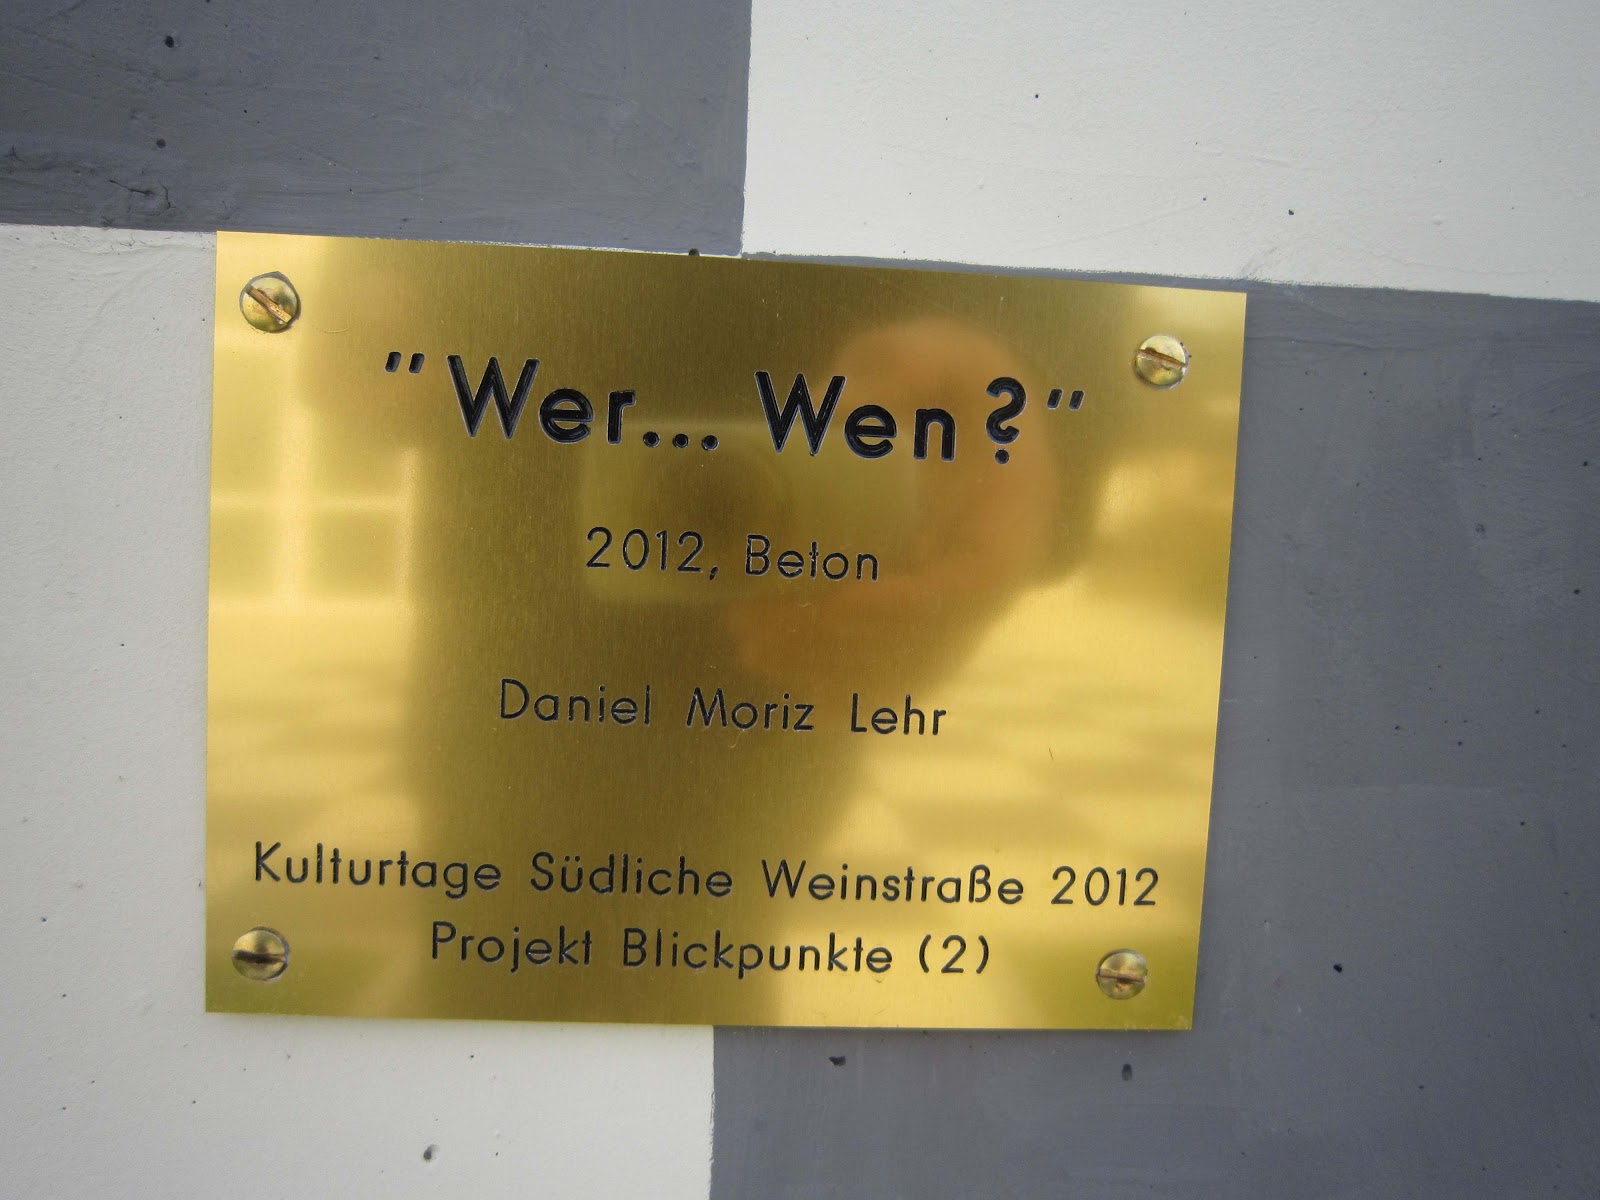 "Wer... Wen?"
2012, Beton
Daniel Moriz Lehr
Kulturtage Südliche Weinstraße 2012
Projekt Blickpunkte (2)